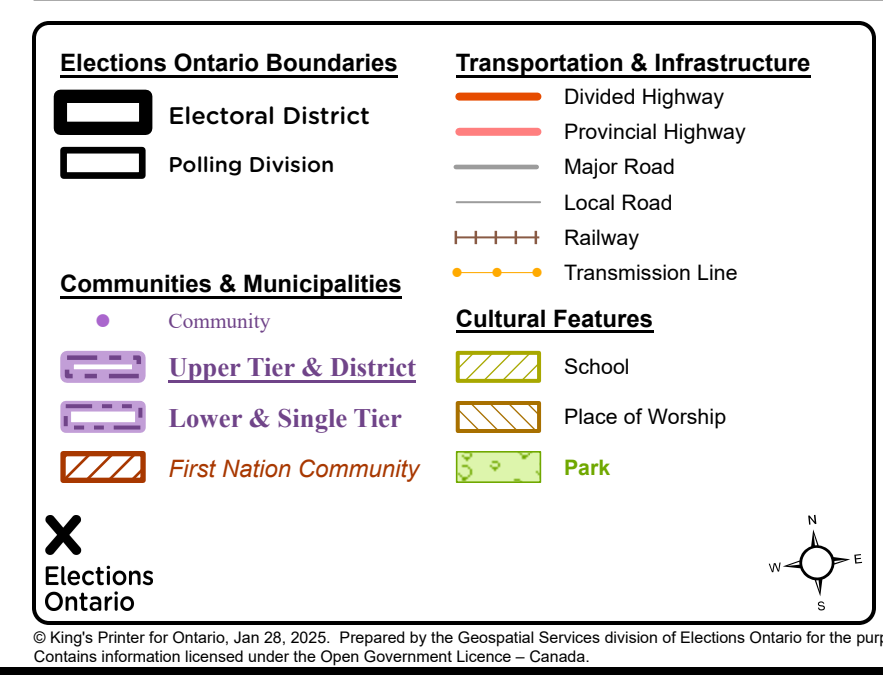 Elections Ontario Boundaries
Electoral District
Polling Division
Communities & Municipalities
Community
Upper Tier & District
Lower & Single Tier
First Nation Community
Transportation & Infrastructure
Divided Highway
Provincial Highway
Major Road
Local Road
Railway
Transmission Line
Cultural Features
School
Place of Worship
Park
Elections
Ontario
N
W
E
S
© King's Printer for Ontario, Jan 28, 2025. Prepared by the Geospatial Services division of Elections Ontario for the
Contains information licensed under the Open Government Licence – Canada.